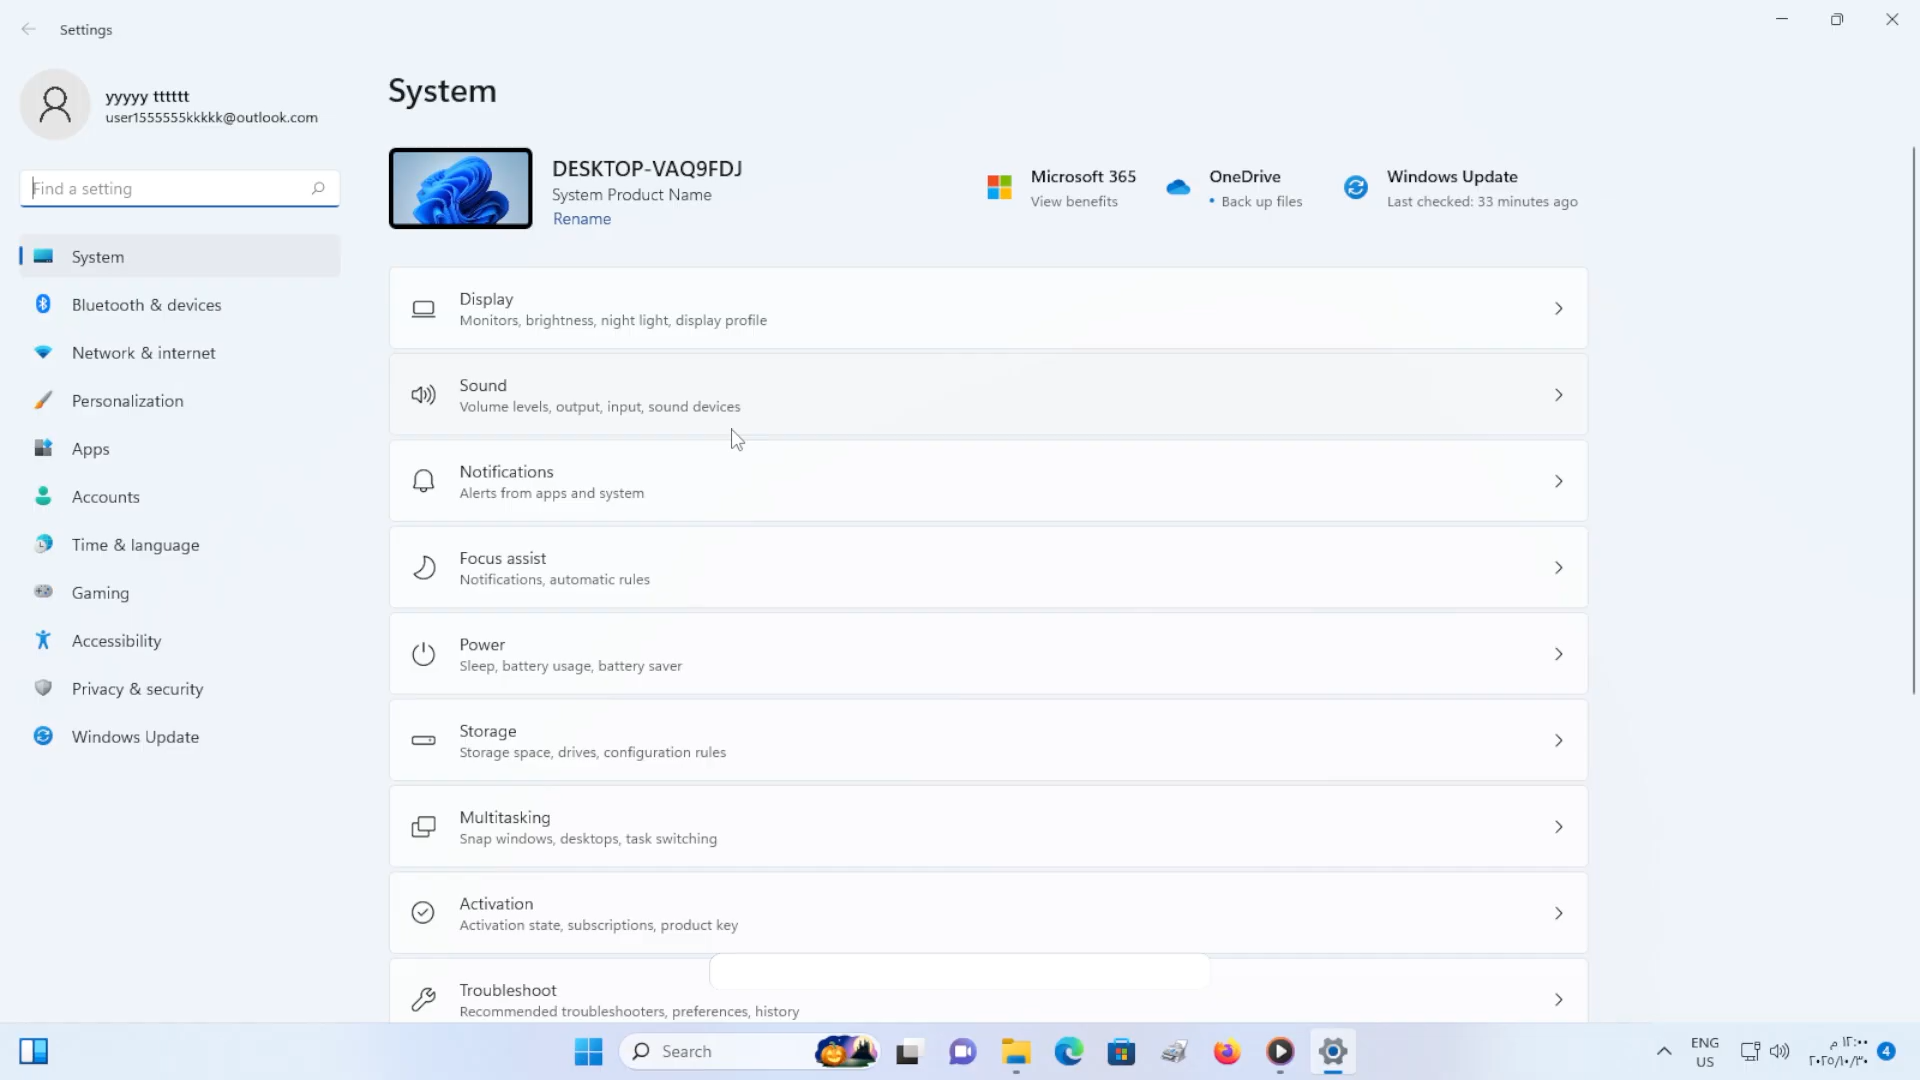 Settings
yyyyy tttttt
user1555555kkkkk@outlook.com
Find a setting
System
Bluetooth & devices
Network & internet
Personalization
Apps
Accounts
Time & language
Gaming
Accessibility
Privacy & security
Windows Update
System
DESKTOP-VAQ9FDJ
System Product Name
Rename
Microsoft 365
View benefits
OneDrive
• Back up files
Windows Update
Last checked: 33 minutes ago
Display
Monitors, brightness, night light, display profile
Sound
Volume levels, output, input, sound devices
Notifications
Alerts from apps and system
Focus assist
Notifications, automatic rules
Power
Sleep, battery usage, battery saver
Storage
Storage space, drives, configuration rules
Multitasking
Snap windows, desktops, task switching
Activation
Activation state, subscriptions, product key
Troubleshoot
Recommended troubleshooters, preferences, history
Search
ENG
US
١٢:٠٠ م
٢٠٢٥/١٠/٣٠
4